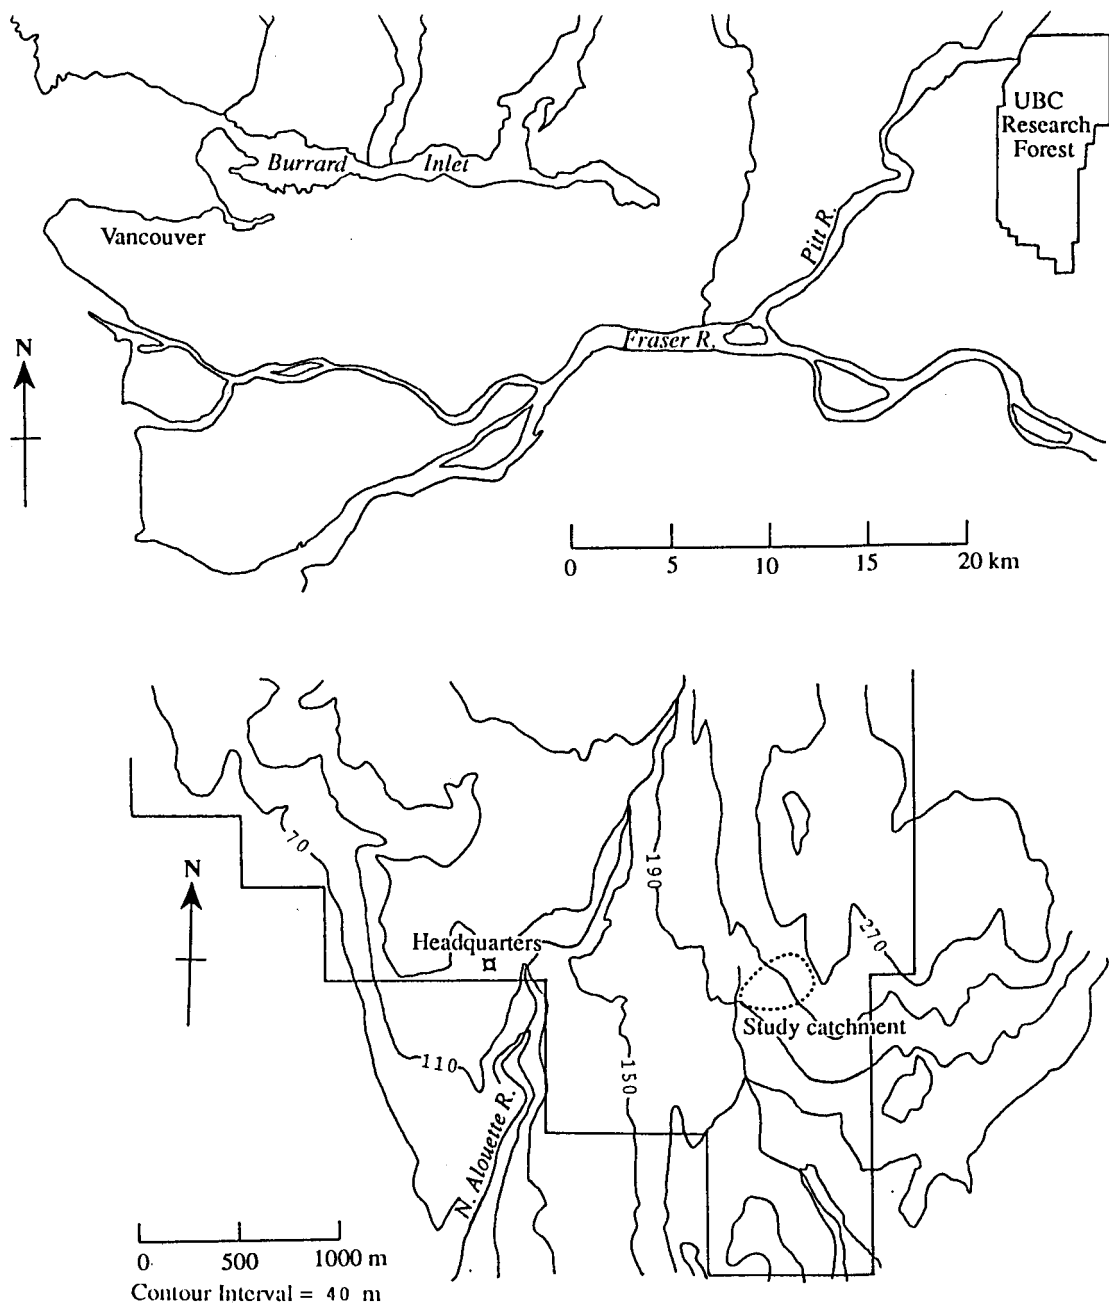 UBC
Research
Forest
Burrard Inlet
Vancouver
Pitt R.
Fraser R.
N
0 5 10 15 20 km
70
N
190
270
Headquarters
Study catchment
110
150
N. Alouette R.
0 500 1000 m
Contour Interval = 40 m